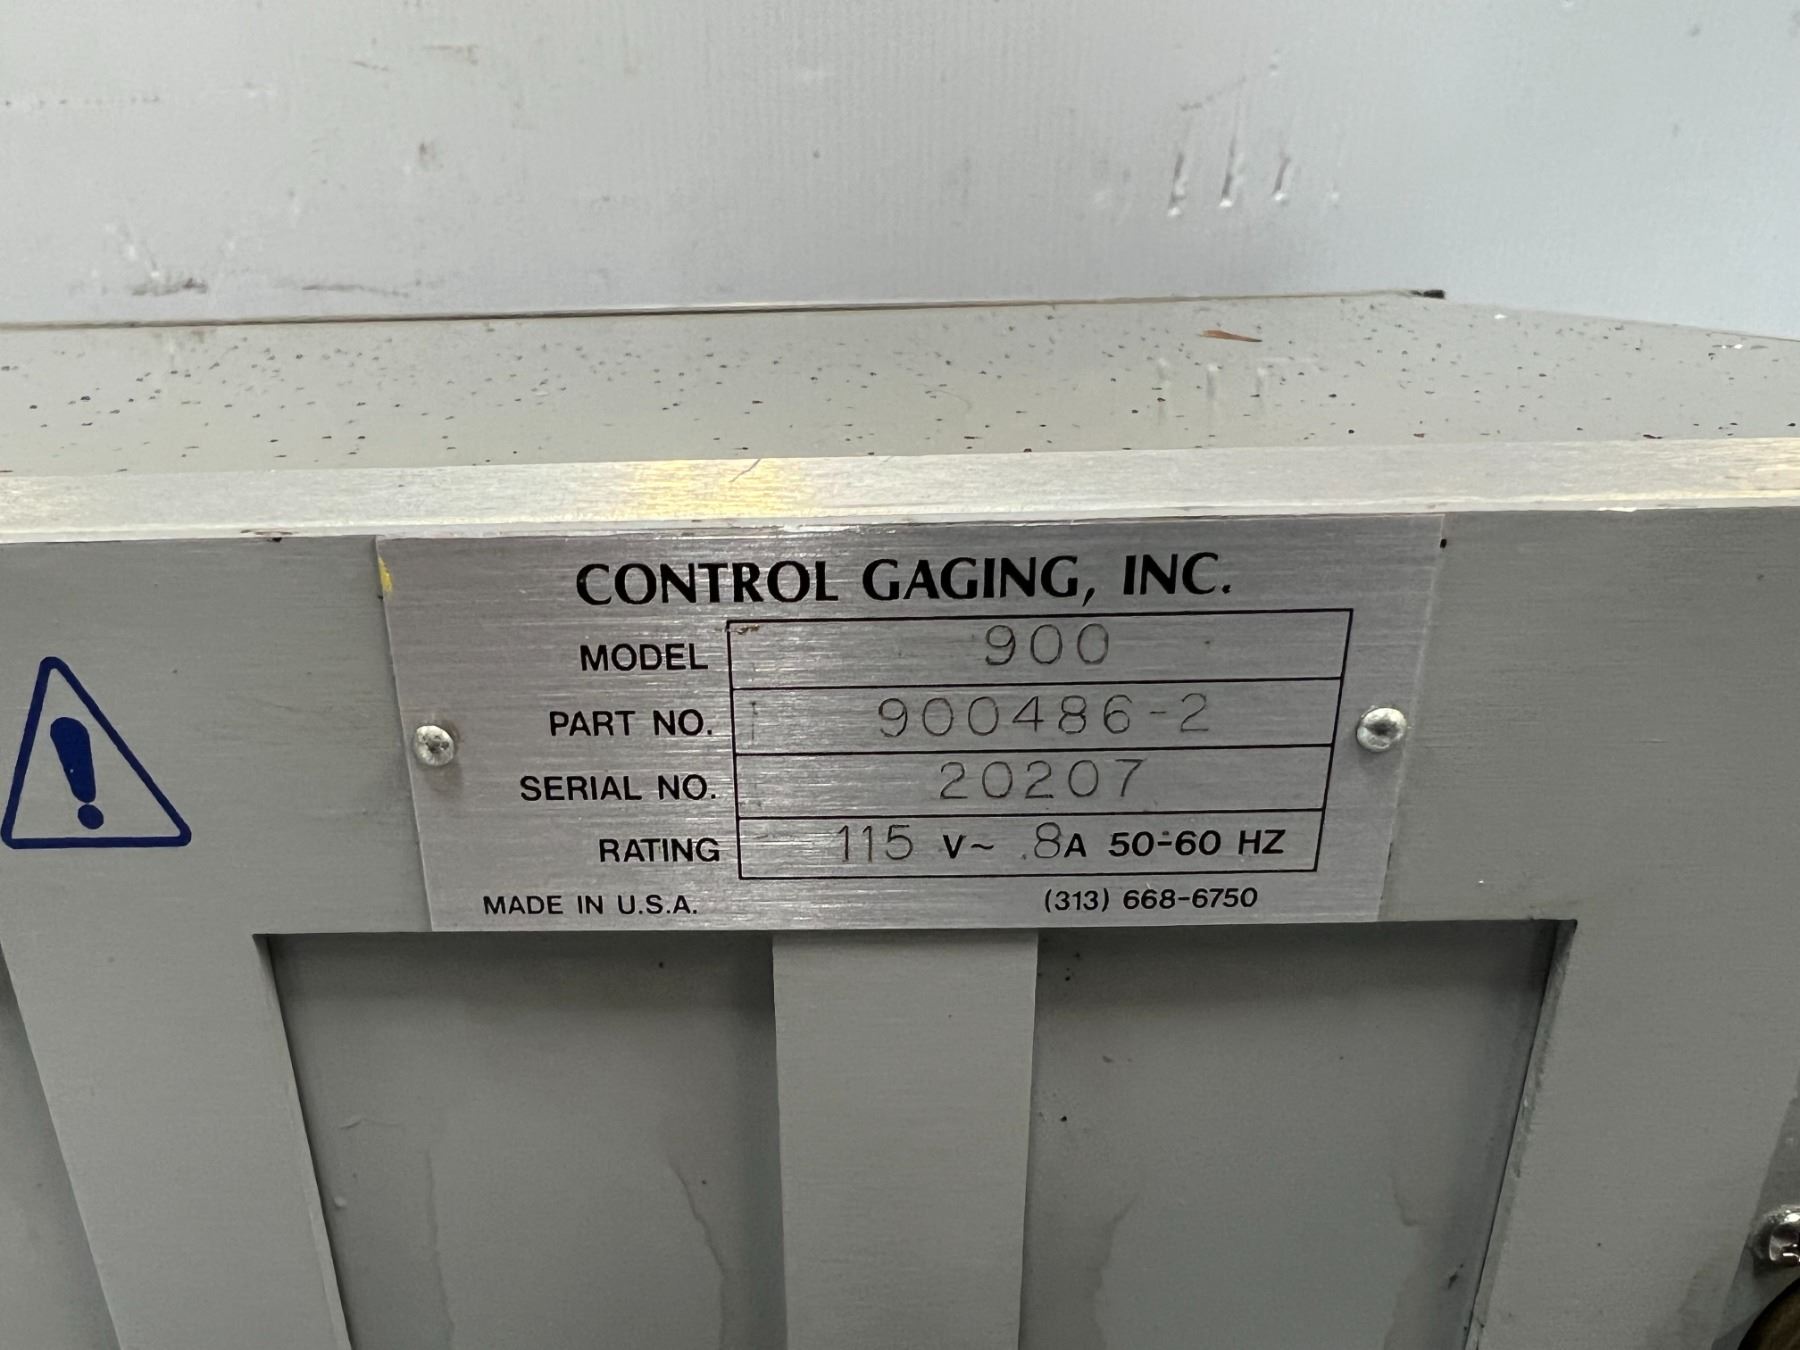 CONTROL GAGING, INC.
MODEL 900
PART NO. 900486-2
SERIAL NO. 20207
RATING 115 V~ .8A 50-60 HZ
MADE IN U.S.A. (313) 668-6750